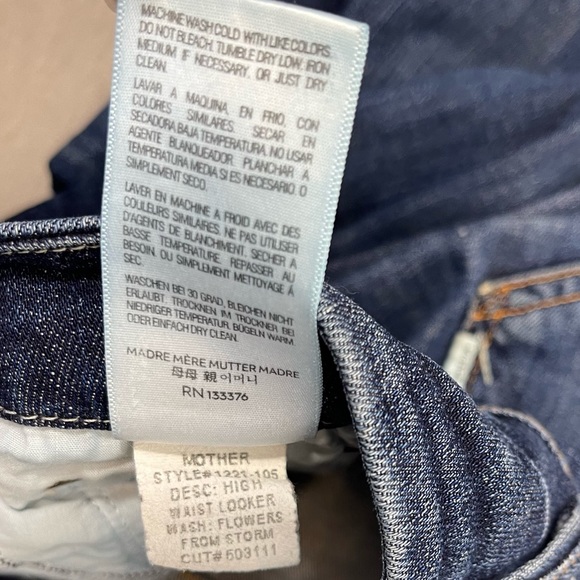 MACHINE WASH COLD WITH LIKE COLORS.
DO NOT BLEACH. TUMBLE DRY LOW. IRON
MEDIUM IF NECESSARY. OR JUST DRY
CLEAN.
LAVAR A MAQUINA, EN FRIO, CON
COLORES SIMILARES. SECAR EN
SECADORA BAJA TEMPERATURA. NO USAR
AGENTE BLANQUEADOR. PLANCHAR A
TEMPERATURA MEDIA SI ES NECESARIO. O
SIMPLEMENT SECO.
LAVER EN MACHINE A FROID AVEC DES
COULEURS SIMILAIRES. NE PAS UTILISER
D'AGENTS DE BLANCHIMENT. SECHER A
BASSE TEMPERATURE. REPASSER AU
BESOIN. OU SIMPLEMENT METTOYAGE À
SEC.
WASCHEN BEI 30 GRAD, BLEICHEN NICHT
ERLAUBT. TROCKNEN IM TROCKNER BEI
NIEDRIGER TEMPERATUR. BÜGELN WARM.
ODER EINFACH DRY CLEAN.
MADRE MÈRE MUTTER MADRE
母母 親 어머니
RN 133376
MOTHER
STYLE#1221-105
DESC: HIGH
WAIST LOOKER
WASH: FLOWERS
FROM STORM
CUT#603111